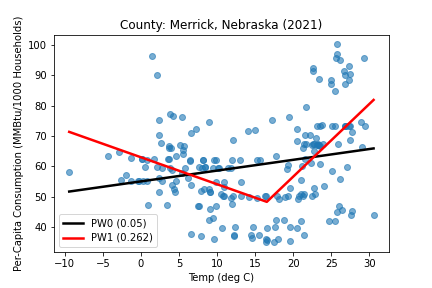 County: Merrick, Nebraska (2021)
Per-Capita Consumption (MMBtu/1000 Households)
100
90
80
70
60
50
40
PW0 (0.05)
PW1 (0.262)
−10 −5 0 5 10 15 20 25 30
Temp (deg C)